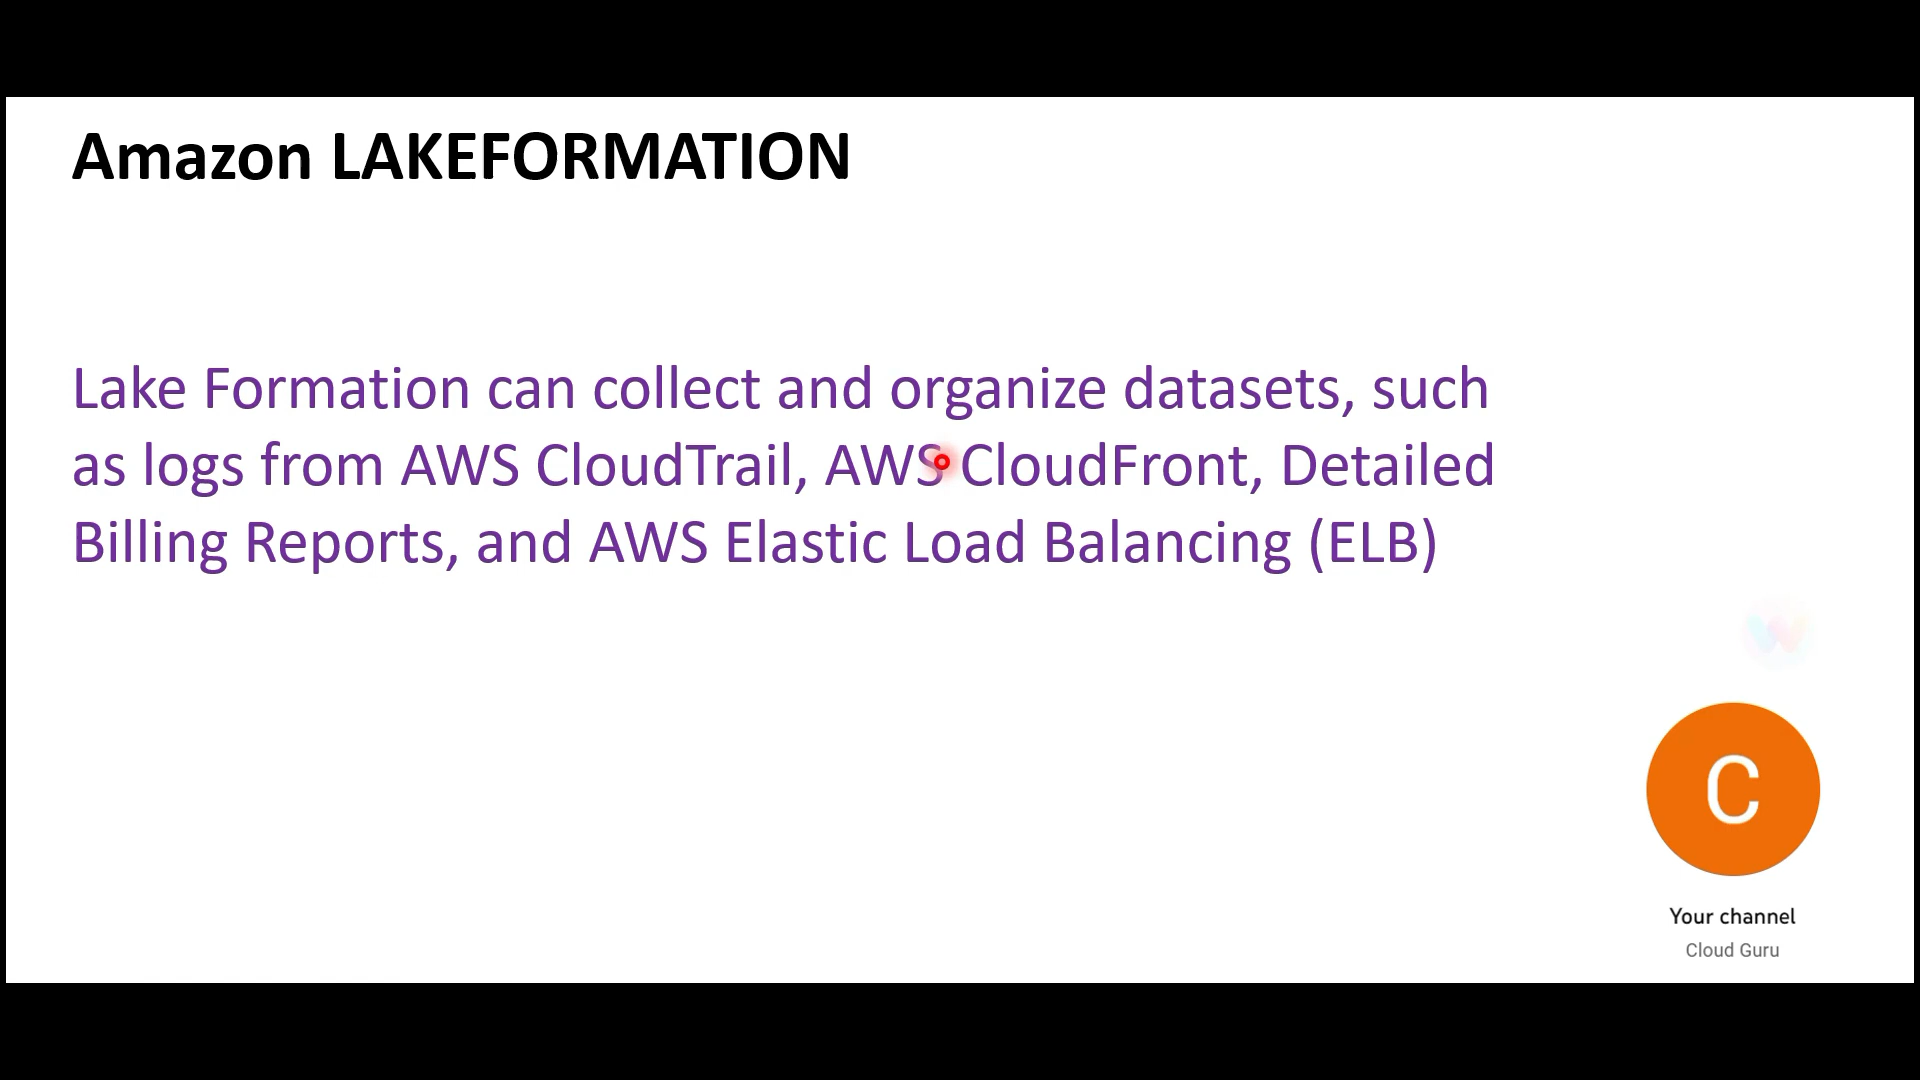 Amazon LAKEFORMATION
Lake Formation can collect and organize datasets, such
as logs from AWS CloudTrail, AWS CloudFront, Detailed
Billing Reports, and AWS Elastic Load Balancing (ELB)
W
C
Your channel
Cloud Guru